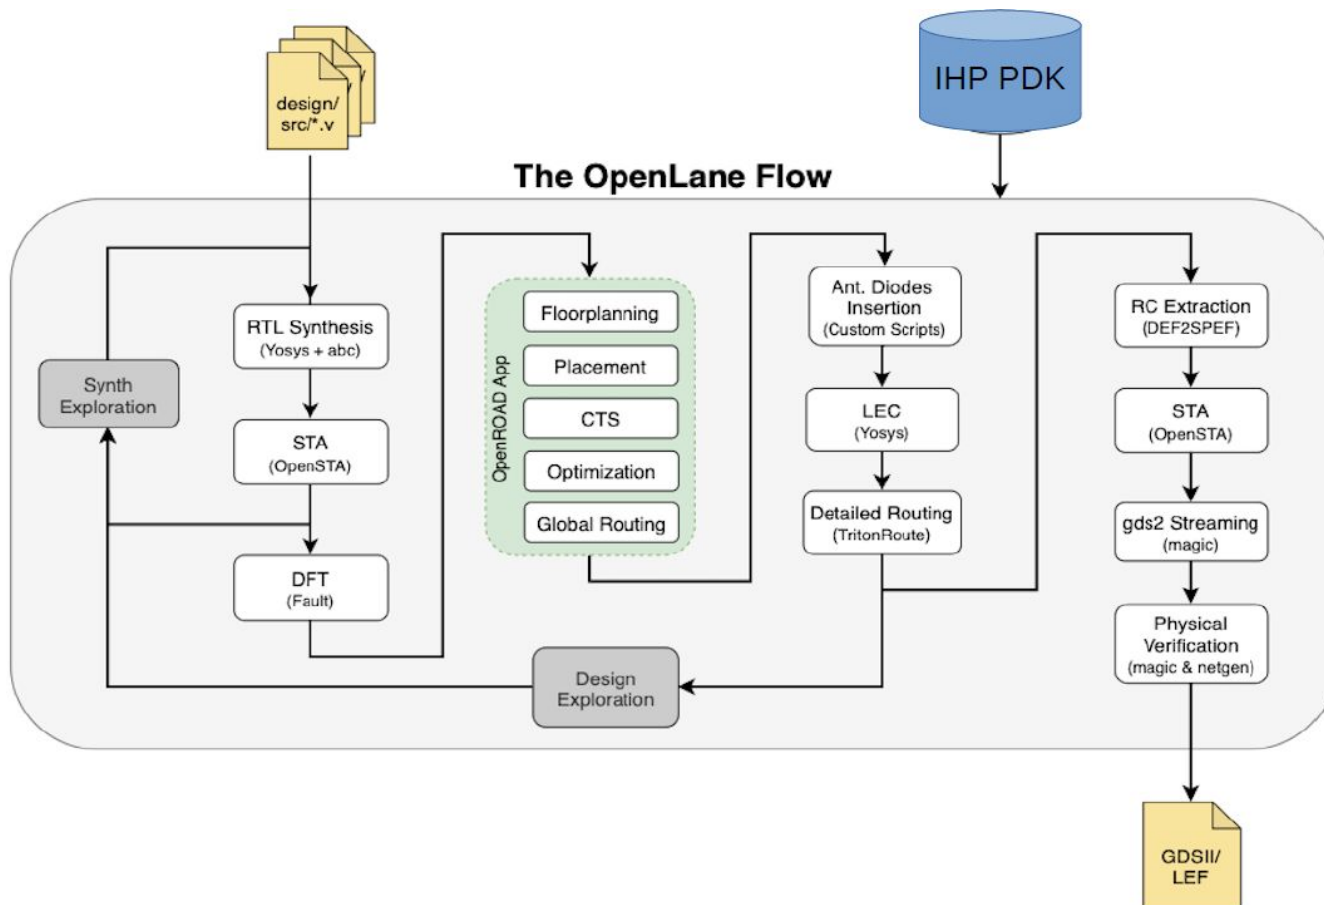 design/
src/*.v
IHP PDK
The OpenLane Flow
Synth
Exploration
RTL Synthesis
(Yosys + abc)
STA
(OpenSTA)
DFT
(Fault)
OpenROAD App
Floorplanning
Placement
CTS
Optimization
Global Routing
Design
Exploration
Ant. Diodes
Insertion
(Custom Scripts)
LEC
(Yosys)
Detailed Routing
(TritonRoute)
RC Extraction
(DEF2SPEF)
STA
(OpenSTA)
gds2 Streaming
(magic)
Physical
Verification
(magic & netgen)
GDSII/
LEF